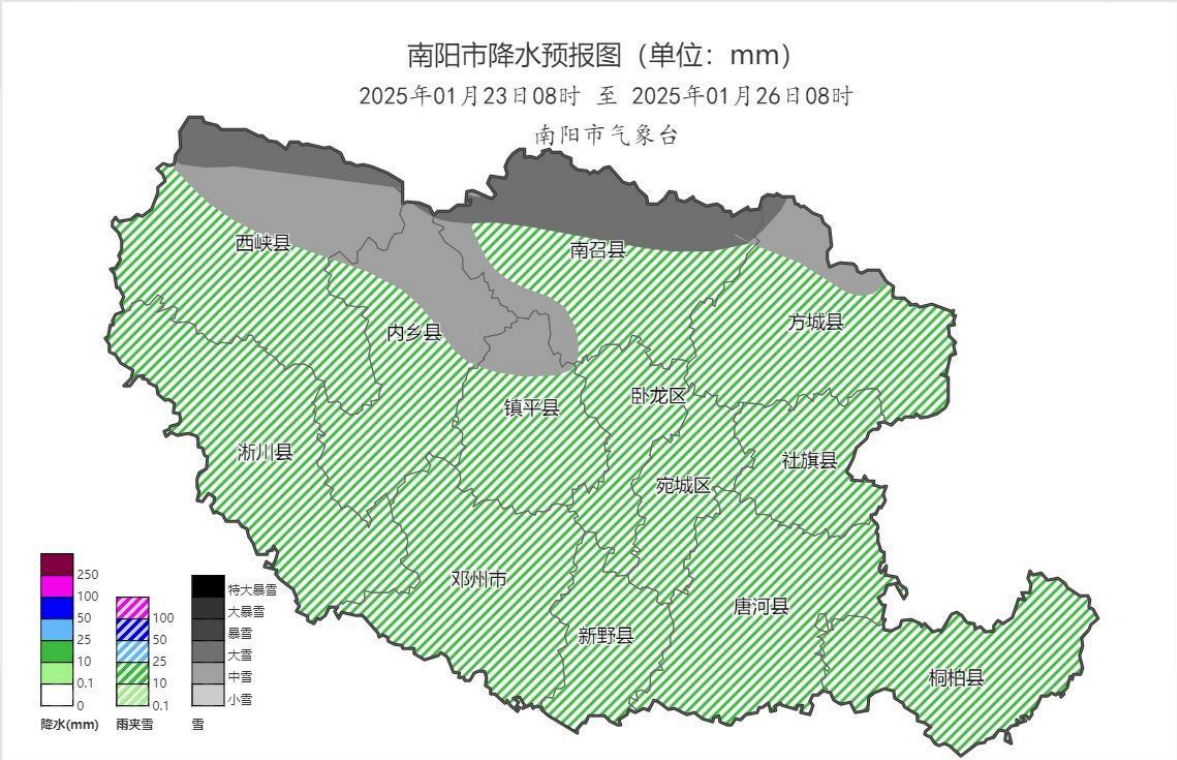 南阳市降水预报图（单位：mm）
2025年01月23日08时 至 2025年01月26日08时
南阳市气象台
西峡县
南召县
方城县
内乡县
卧龙区
镇平县
淅川县
社旗县
宛城区
邓州市
唐河县
新野县
桐柏县
250
100
50
25
10
0.1
0
降水(mm)
100
50
25
10
0.1
雨夹雪
特大暴雪
大暴雪
暴雪
大雪
中雪
小雪
雪